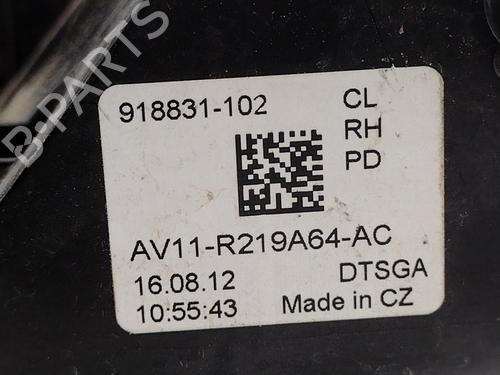 B-PARTS
918831-102
CL
RH
PD
AV11-R219A64-AC
16.08.12
DTSGA
10:55:43
Made in CZ